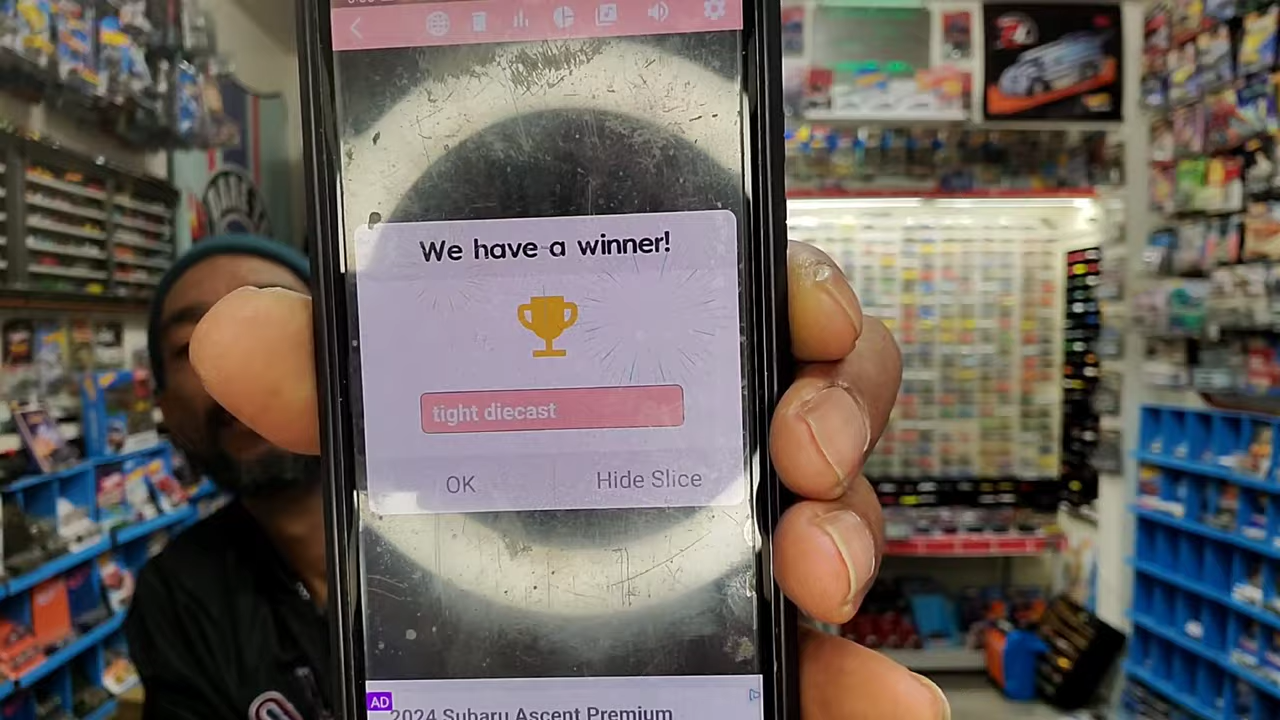 We have a winner!
tight diecast
OK
Hide Slice
AD
2024 Subaru Ascent Premium